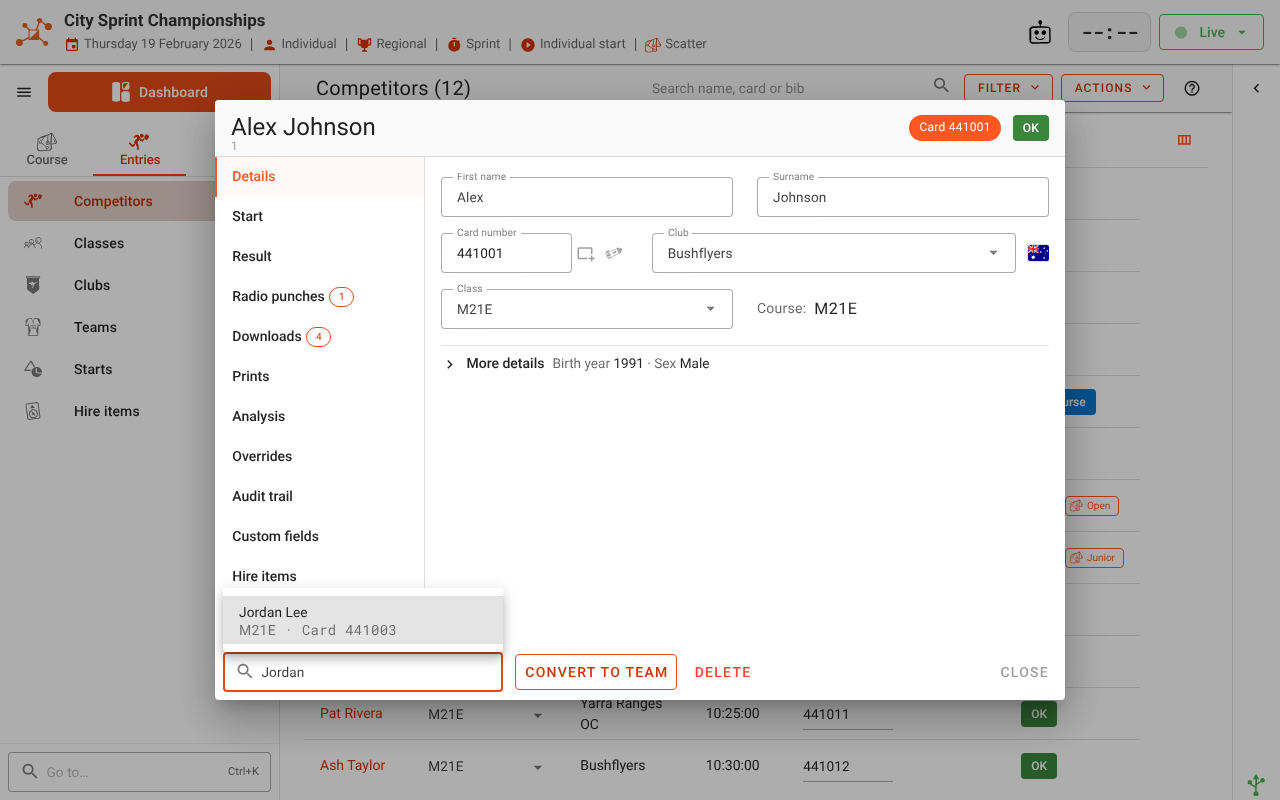 City Sprint Championships
Thursday 19 February 2026 | Individual | Regional | Sprint | Individual start | Scatter
--:--
Live
Dashboard
Competitors (12)
Search name, card or bib
FILTER
ACTIONS
Course
Entries
Competitors
Classes
Clubs
Teams
Starts
Hire items
Go to...
Ctrl+K
Alex Johnson
1
Card 441001
OK
Details
Start
Result
Radio punches 1
Downloads 4
Prints
Analysis
Overrides
Audit trail
Custom fields
Hire items
First name
Alex
Surname
Johnson
Card number
441001
Club
Bushflyers
Class
M21E
Course: M21E
More details Birth year 1991 · Sex Male
Jordan Lee
M21E · Card 441003
Jordan
CONVERT TO TEAM
DELETE
CLOSE
Open
Junior
Pat Rivera M21E Yarra Ranges OC 10:25:00 441011 OK
Ash Taylor M21E Bushflyers 10:30:00 441012 OK